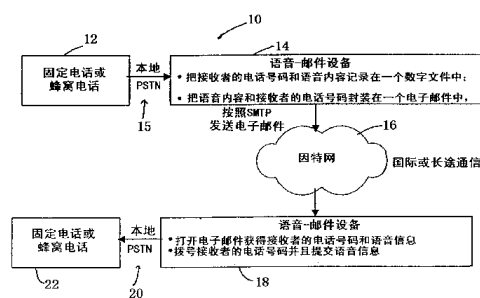 10
12
固定电话或
蜂窝电话
本地
PSTN
15
14
语音-邮件设备
• 把接收者的电话号码和语音内容记录在一个数字文件中;
• 把语音内容和接收者的电话号码封装在一个电子邮件中,
按照SMTP
发送电子邮件
16
因特网
国际或长途通信
固定电话或
蜂窝电话
22
本地
PSTN
20
语音-邮件设备
•打开电子邮件获得接收者的电话号码和语音信息
•拨号接收者的电话号码并且提交语音信息
18